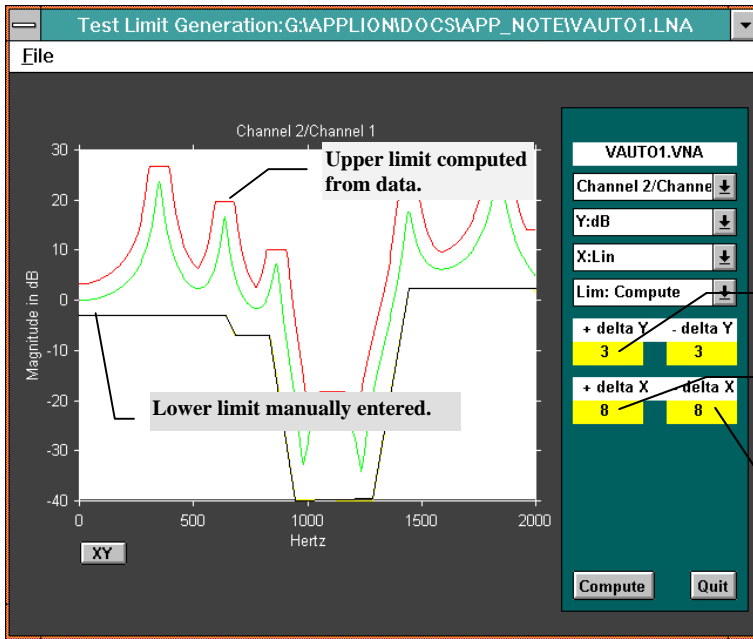 Test Limit Generation:G:\APPLION\DOCS\APP_NOTE\VAUTO1.LNA
File
Channel 2/Channel 1
30
20
10
0
-10
-20
-30
-40
Magnitude in dB
0
500
1000
1500
2000
Hertz
Upper limit computed
from data.
Lower limit manually entered.
XY
VAUTO1.VNA
Channel 2/Channe
Y:dB
X:Lin
Lim: Compute
+ delta Y - delta Y
3 3
+ delta X - delta X
8 8
Compute Quit